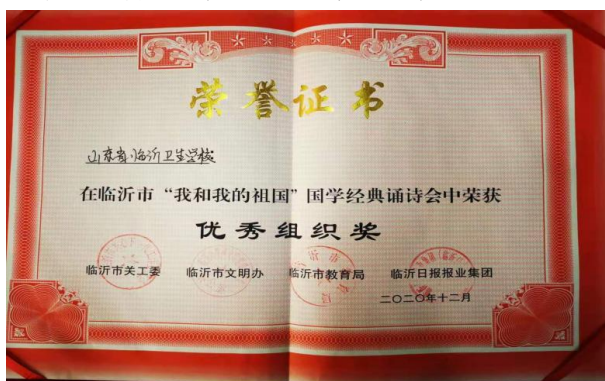 荣誉证书
山东省临沂卫生学校
在临沂市“我和我的祖国”国学经典诵诗会中荣获
优秀组织奖
临沂市关工委 临沂市文明办 临沂市教育局 临沂日报报业集团
二〇二〇年十二月